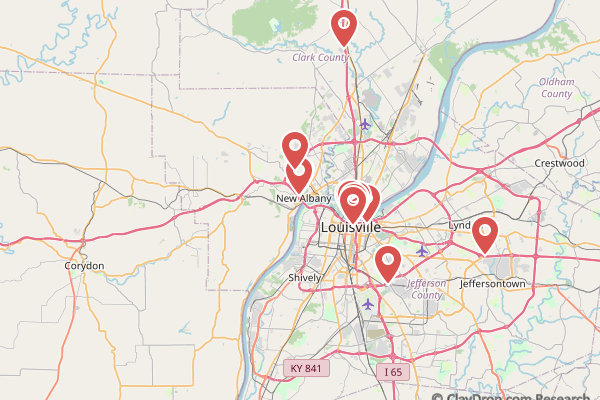 Clark County
Oldham
County
Crestwood
New Albany
Lynd
Louisville
Corydon
Shively
Jefferson
County
Jeffersontown
KY 841
I 65
© ClayDrop.com Research